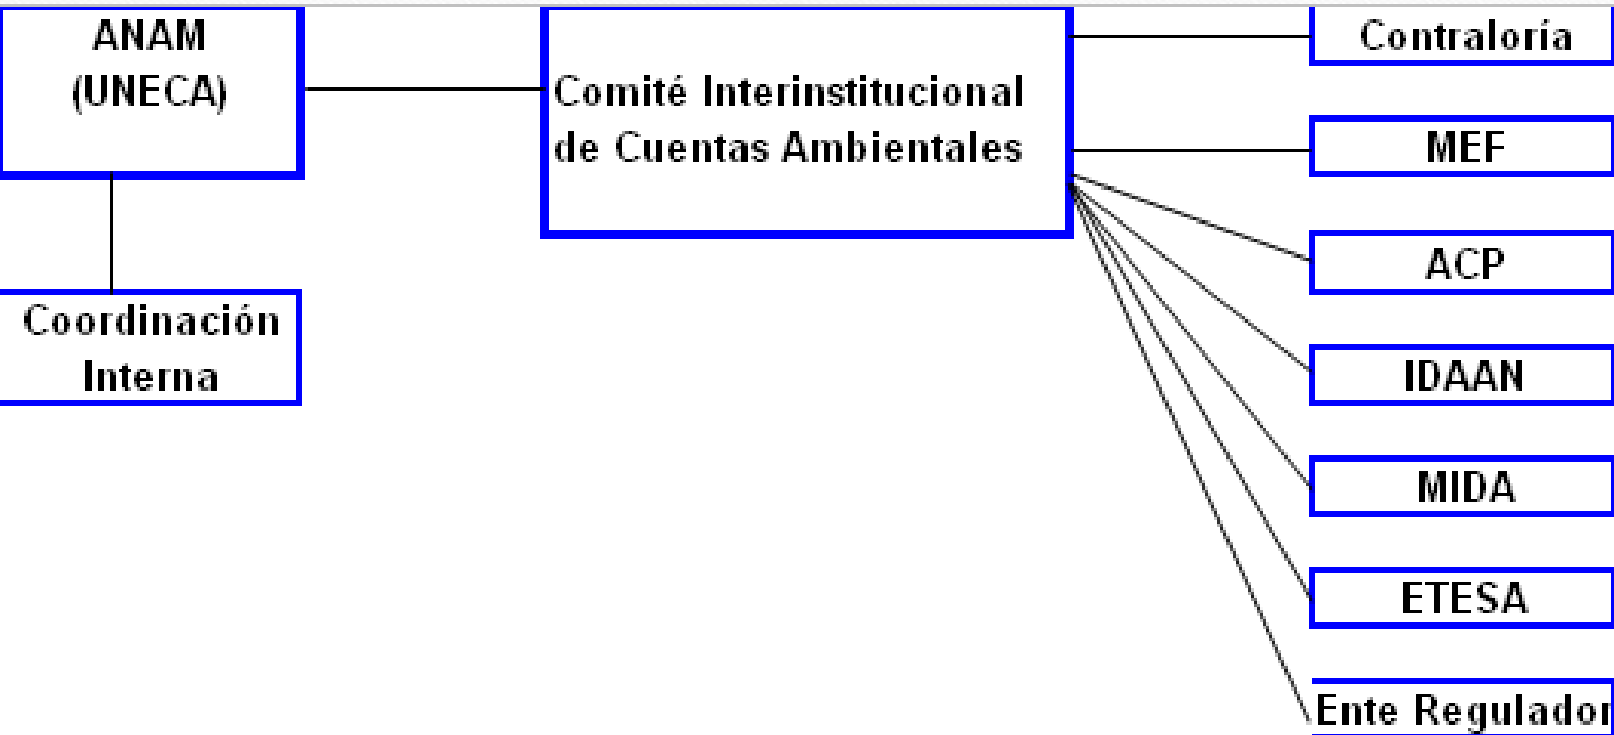 ANAM
(UNECA)
Coordinación
Interna
Comité Interinstitucional
de Cuentas Ambientales
Contraloría
MEF
ACP
IDAAN
MIDA
ETESA
Ente Regulador